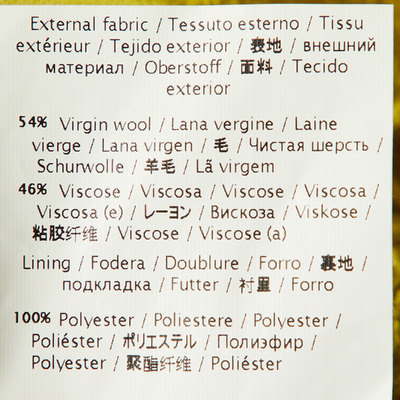 External fabric / Tessuto esterno / Tissu
extérieur / Tejido exterior / 表地 / внешний
материал / Oberstoff / 面料 / Tecido
exterior
54% Virgin wool / Lana vergine / Laine
vierge / Lana virgen / 毛 / Чистая шерсть /
Schurwolle / 羊毛 / Lã virgem
46% Viscose / Viscosa / Viscose / Viscosa /
Viscosa (e) / レーヨン / Вискоза / Viskose /
粘胶纤维 / Viscose / Viscose (a)
Lining / Fodera / Doublure / Forro / 裏地 /
подкладка / Futter / 衬里 / Forro
100% Polyester / Poliestere / Polyester /
Poliéster / ポリエステル / Полиэфир /
Polyester / 聚酯纤维 / Poliéster